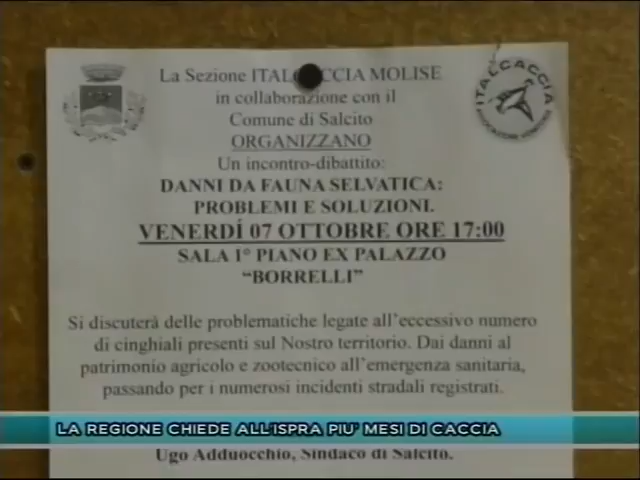 La Sezione ITALCACCIA MOLISE
in collaborazione con il
Comune di Salcito
ORGANIZZANO
Un incontro-dibattito:
DANNI DA FAUNA SELVATICA:
PROBLEMI E SOLUZIONI.
VENERDÍ 07 OTTOBRE ORE 17:00
SALA 1° PIANO EX PALAZZO
“BORRELLI”
ITALCACCIA
Si discuterà delle problematiche legate all'eccessivo numero
di cinghiali presenti sul Nostro territorio. Dai danni al
patrimonio agricolo e zootecnico all'emergenza sanitaria,
passando per i numerosi incidenti stradali registrati.
LA REGIONE CHIEDE ALL'ISPRA PIU' MESI DI CACCIA
Ugo Adduocchio, Sindaco di Salcito.